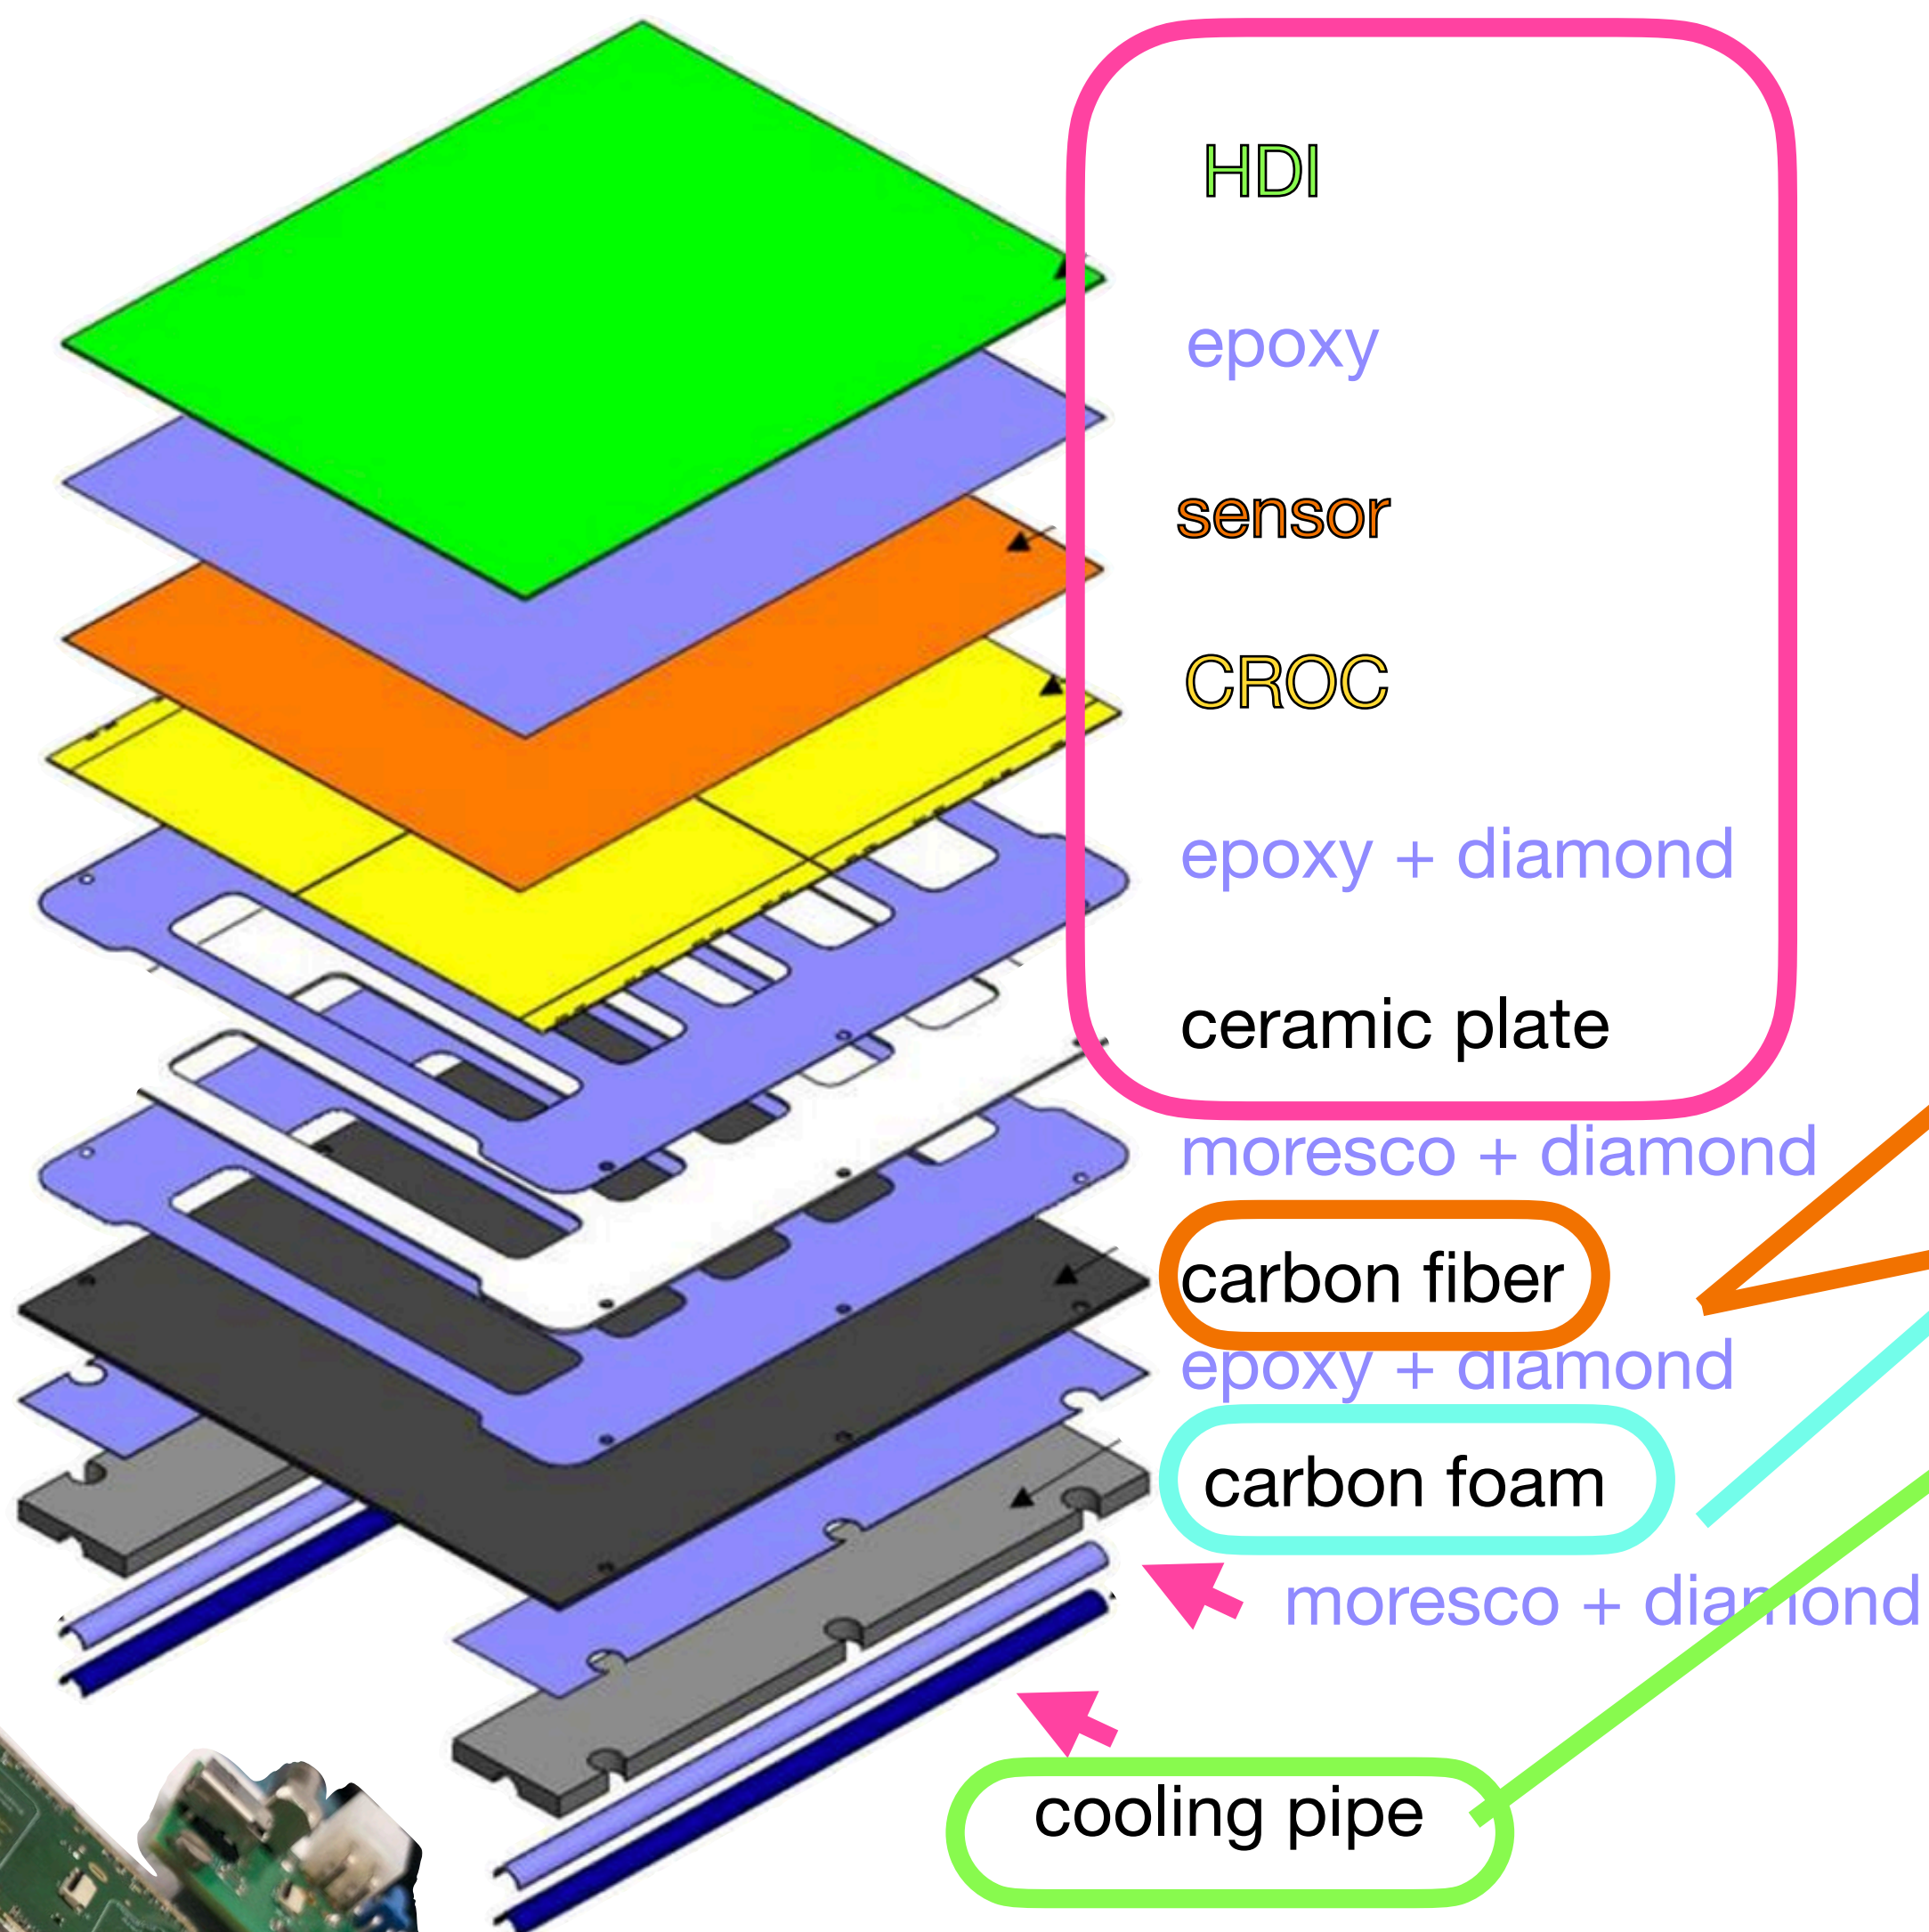 HDI
epoxy
sensor
CROC
epoxy + diamond
ceramic plate
moresco + diamond
carbon fiber
epoxy + diamond
carbon foam
moresco + diamond
cooling pipe